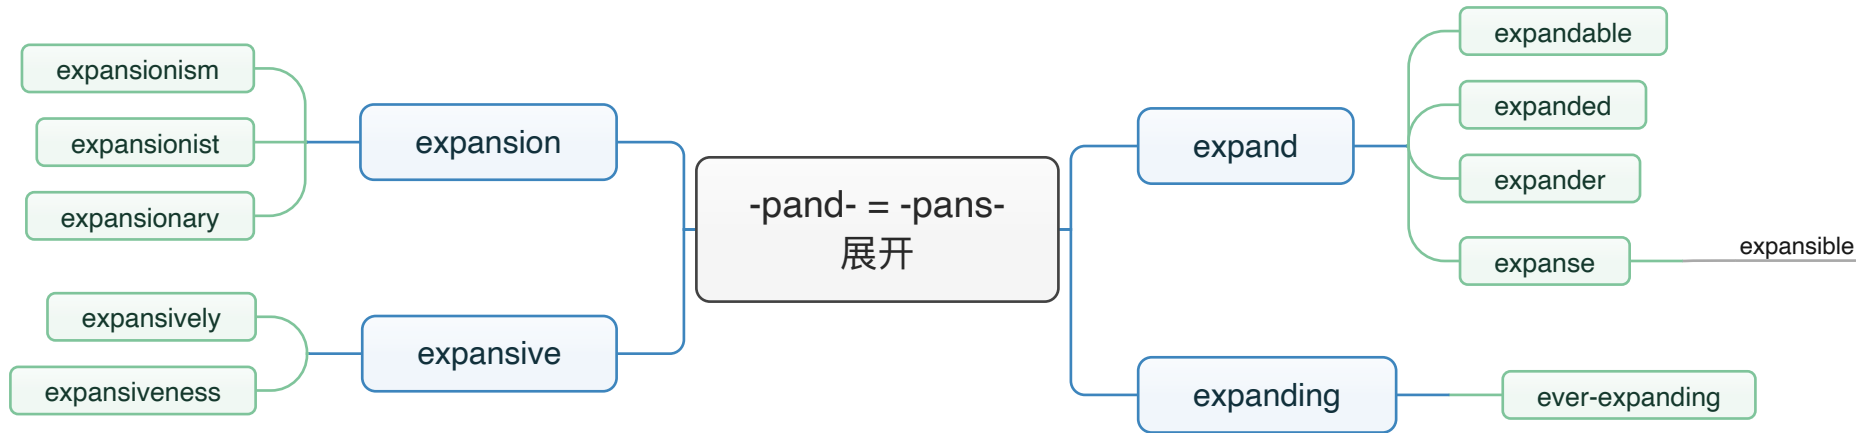 -pand- = -pans-
展开
expand
expandable
expanded
expander
expanse
expansible
expanding
ever-expanding
expansion
expansionism
expansionist
expansionary
expansive
expansively
expansiveness